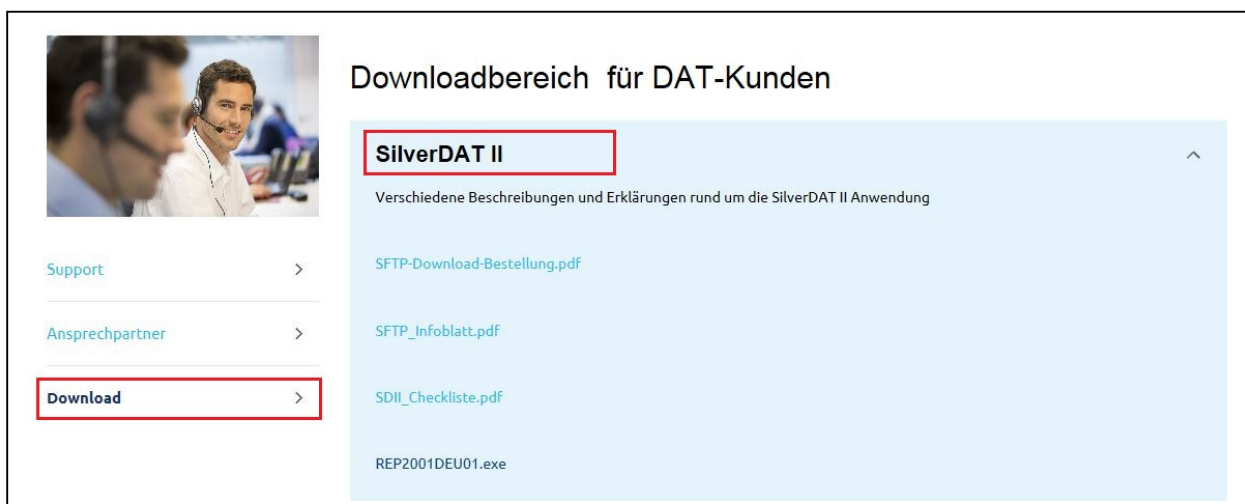 Downloadbereich für DAT-Kunden
SilverDAT II
Verschiedene Beschreibungen und Erklärungen rund um die SilverDAT II Anwendung
SFTP-Download-Bestellung.pdf
SFTP_Infoblatt.pdf
SDII_Checkliste.pdf
REP2001DEU01.exe
Support
Ansprechpartner
Download